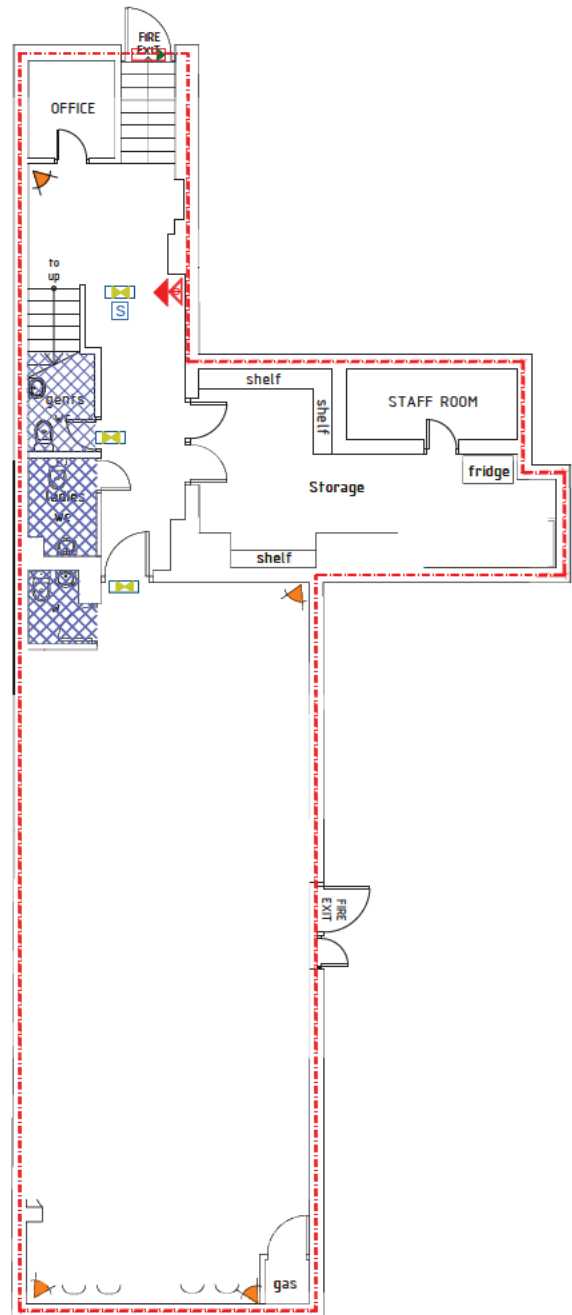 FIRE
EXIT
OFFICE
to
up
S
gents
WC
shelf
shelf
STAFF ROOM
fridge
Storage
ladies
WC
shelf
FIRE
EXIT
gas